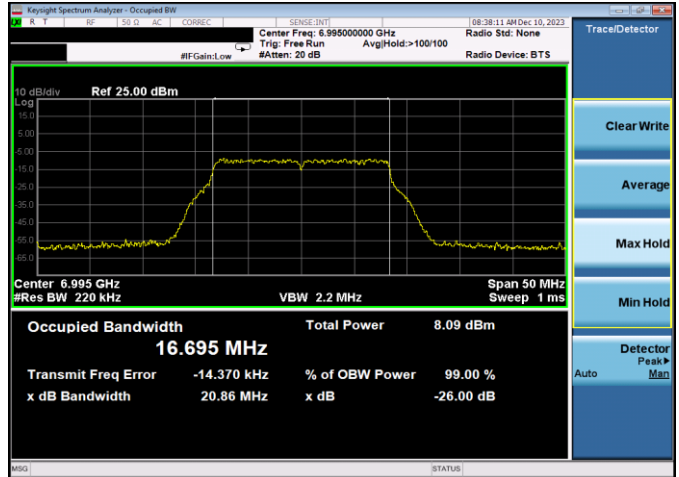 Keysight Spectrum Analyzer - Occupied BW
LXI R T RF 50 Ω AC CORREC SENSE:INT 08:38:11 AM Dec 10, 2023
Center Freq: 6.995000000 GHz Radio Std: None
Trig: Free Run Avg|Hold:>100/100
#IFGain:Low #Atten: 20 dB Radio Device: BTS
Trace/Detector
10 dB/div Ref 25.00 dBm
Log
15.0
5.00
-5.00
-15.0
-25.0
-35.0
-45.0
-55.0
-65.0
Center 6.995 GHz Span 50 MHz
#Res BW 220 kHz VBW 2.2 MHz Sweep 1 ms
Occupied Bandwidth Total Power 8.09 dBm
16.695 MHz
Transmit Freq Error -14.370 kHz % of OBW Power 99.00 %
x dB Bandwidth 20.86 MHz x dB -26.00 dB
Clear Write
Average
Max Hold
Min Hold
Detector
Peak▶
Auto Man
MSG STATUS